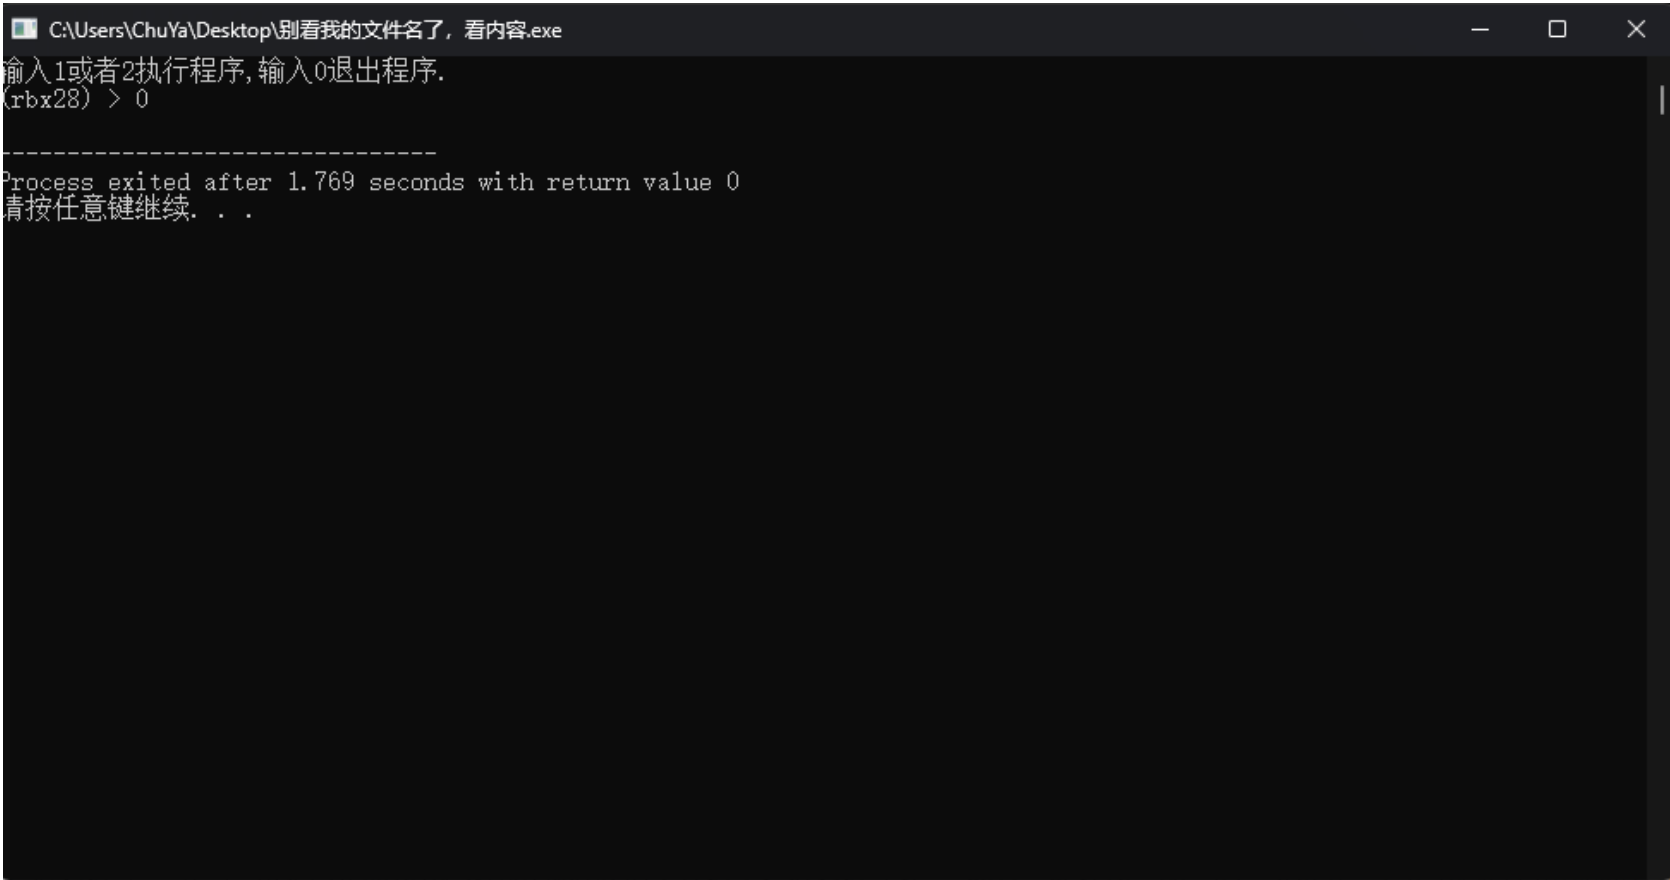 C:\Users\ChuYa\Desktop\别看我的文件名了，看内容.exe
输入1或者2执行程序,输入0退出程序.
(rbx28) > 0
--------------------------------
Process exited after 1.769 seconds with return value 0
请按任意键继续. . .